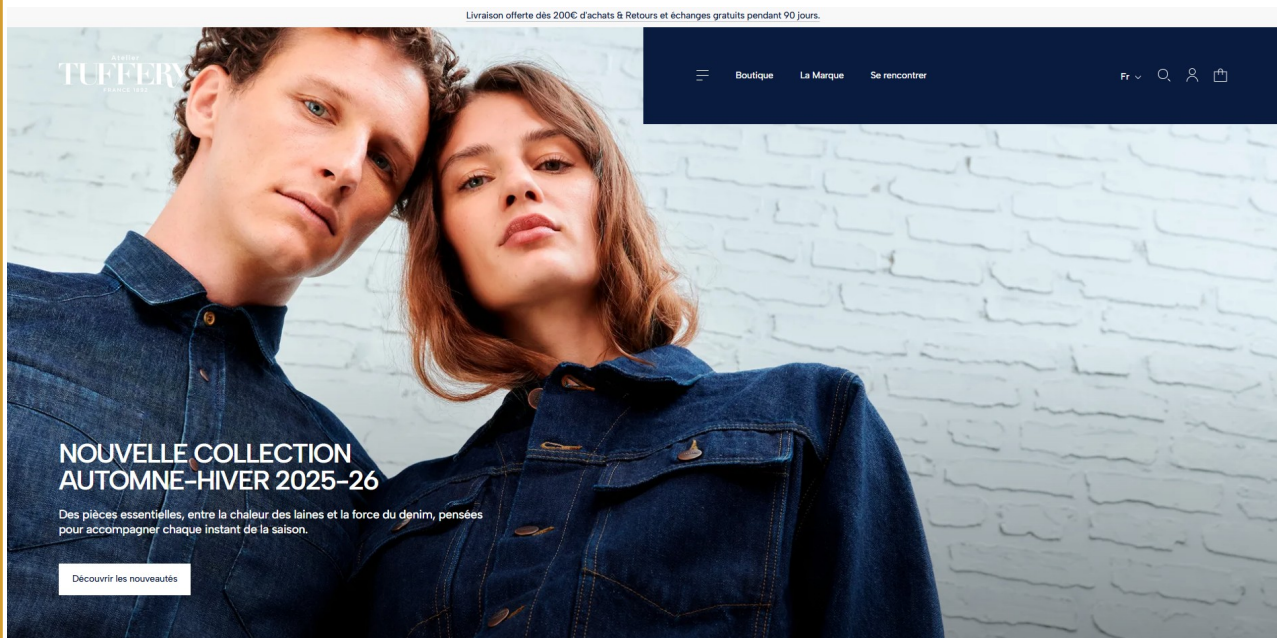 Livraison offerte dès 200€ d'achats & Retours et échanges gratuits pendant 90 jours.
Atelier
TUFFERY
FRANCE 1892
Boutique La Marque Se rencontrer Fr
NOUVELLE COLLECTION
AUTOMNE-HIVER 2025-26
Des pièces essentielles, entre la chaleur des laines et la force du denim, pensées
pour accompagner chaque instant de la saison.
Découvrir les nouveautés